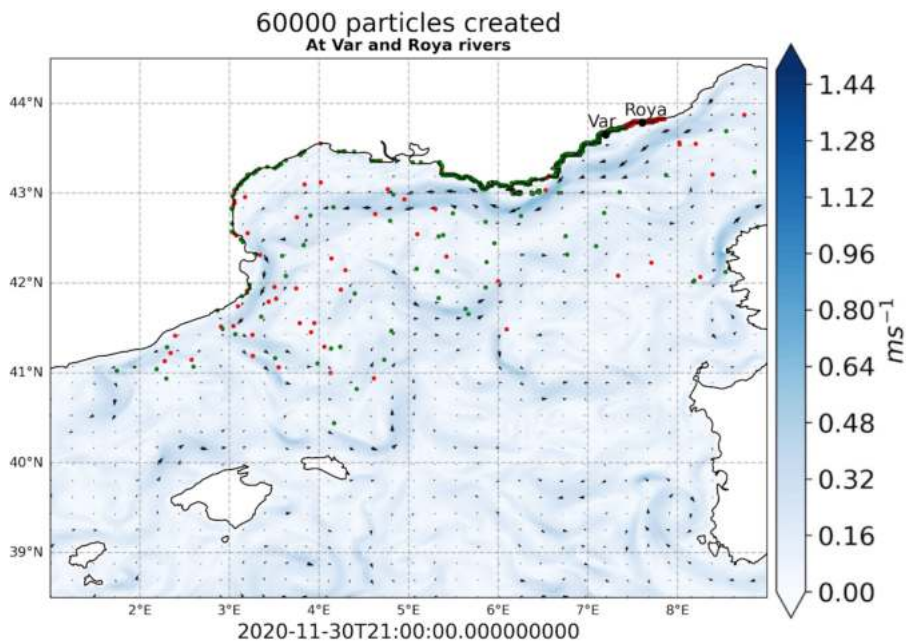 60000 particles created
At Var and Roya rivers
44°N
43°N
42°N
41°N
40°N
39°N
Roya
Var
2°E 3°E 4°E 5°E 6°E 7°E 8°E
2020-11-30T21:00:00.000000000
1.44
1.28
1.12
0.96
0.80
0.64
0.48
0.32
0.16
0.00
ms⁻¹